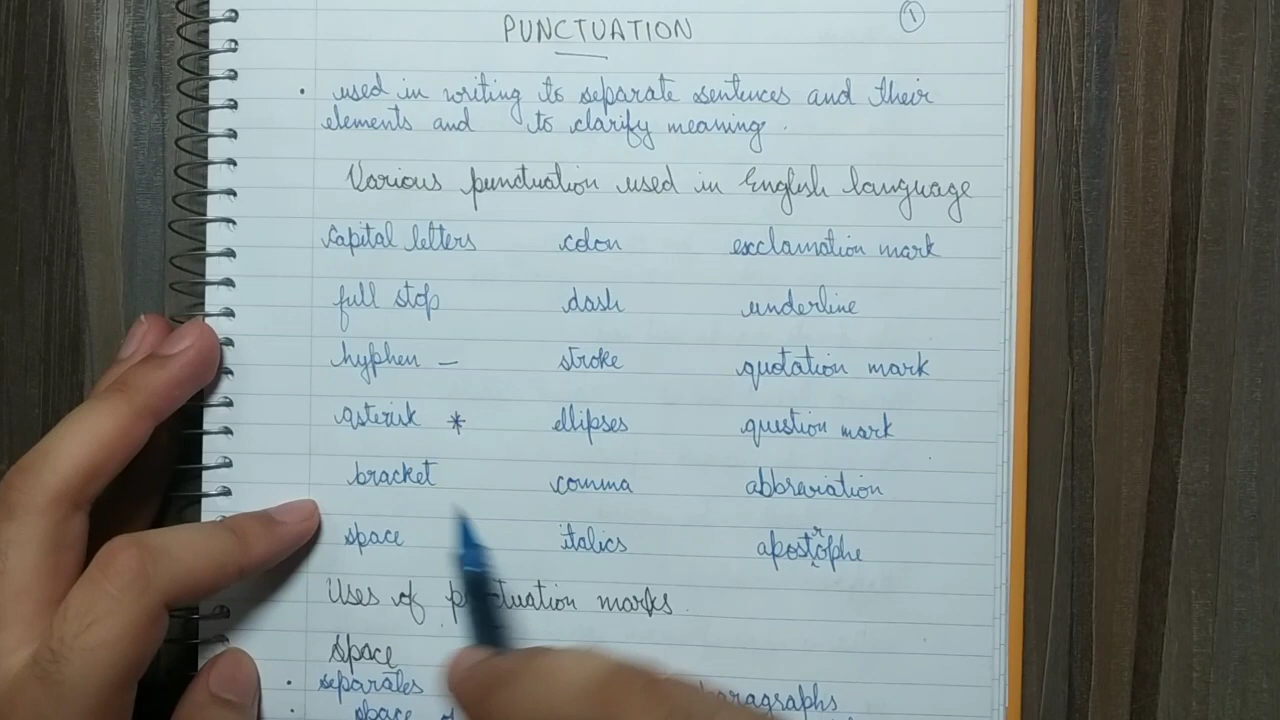 PUNCTUATION
1
• used in writing to separate sentences and their
elements and to clarify meaning.
Various punctuation used in English language
capital letters colon exclamation mark
full stop dash underline
hyphen – stroke quotation mark
asterisk * ellipses question mark
bracket comma abbreviation
space italics apostrophe
Uses of punctuation marks.
space
• separates paragraphs
• space